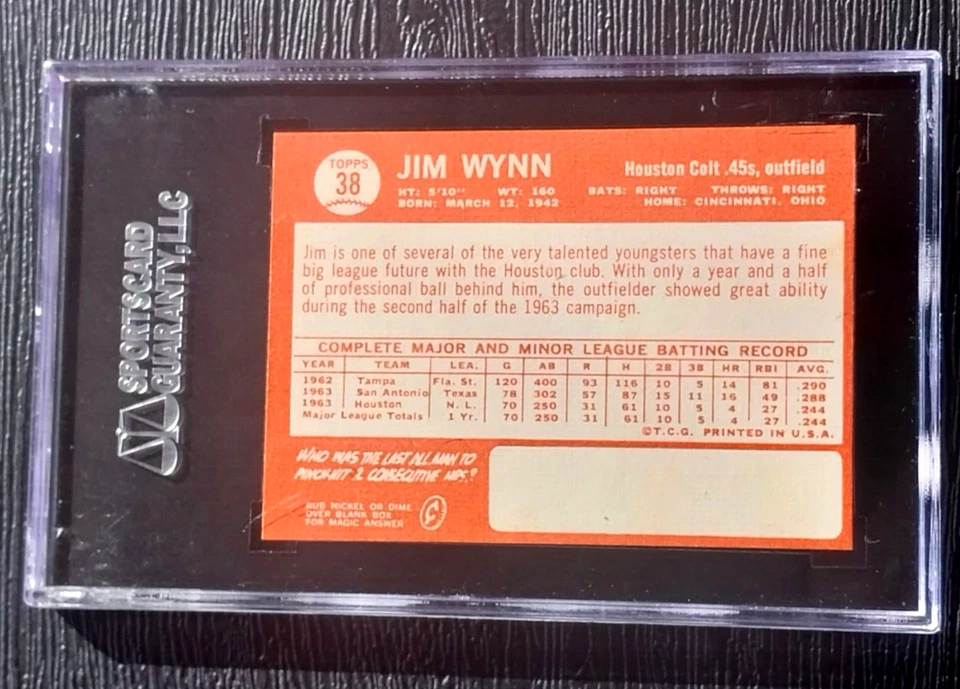 SPORTSCARD
GUARANTY, LLC
TOPPS
38
JIM WYNN
Houston Colt .45s, outfield
HT: 5'10" WT: 160 BATS: RIGHT THROWS: RIGHT
BORN: MARCH 12, 1942 HOME: CINCINNATI, OHIO
Jim is one of several of the very talented youngsters that have a fine
big league future with the Houston club. With only a year and a half
of professional ball behind him, the outfielder showed great ability
during the second half of the 1963 campaign.
COMPLETE MAJOR AND MINOR LEAGUE BATTING RECORD
YEAR TEAM LEA. G AB R H 2B 3B HR RBI AVG.
1962 Tampa Fla. St. 120 400 93 116 10 5 14 81 .290
1963 San Antonio Texas 78 302 57 87 15 11 16 49 .288
1963 Houston N. L. 70 250 31 61 10 5 4 27 .244
Major League Totals 1 Yr. 70 250 31 61 10 5 4 27 .244
©T.C.G. PRINTED IN U.S.A.
WHO WAS THE LAST A.L. MAN TO
PINCH-HIT 2 CONSECUTIVE HRS.?
RUB NICKEL OR DIME
OVER BLANK BOX
FOR MAGIC ANSWER